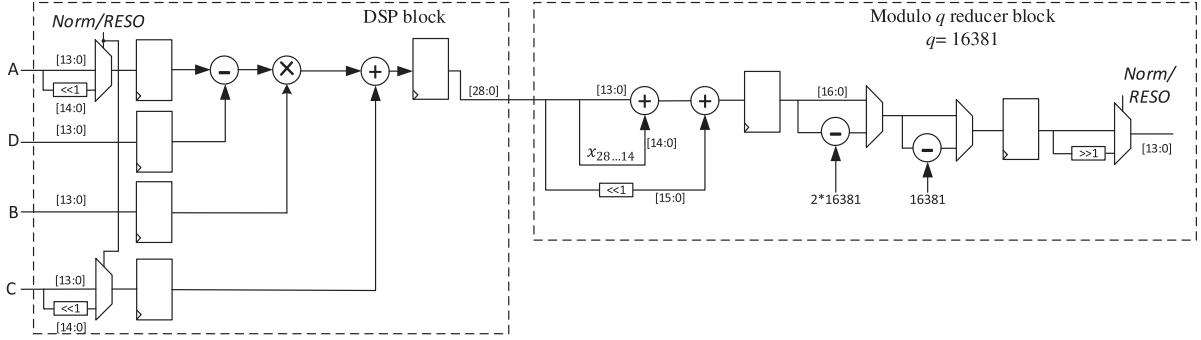 DSP block
Norm/RESO
A
[13:0]
<<1
[14:0]
D
[13:0]
B
[13:0]
C
[13:0]
<<1
[14:0]
[28:0]
Modulo q reducer block
q= 16381
[13:0]
x28...14
[14:0]
<<1
[15:0]
[16:0]
2*16381
16381
Norm/
RESO
>>1
[13:0]